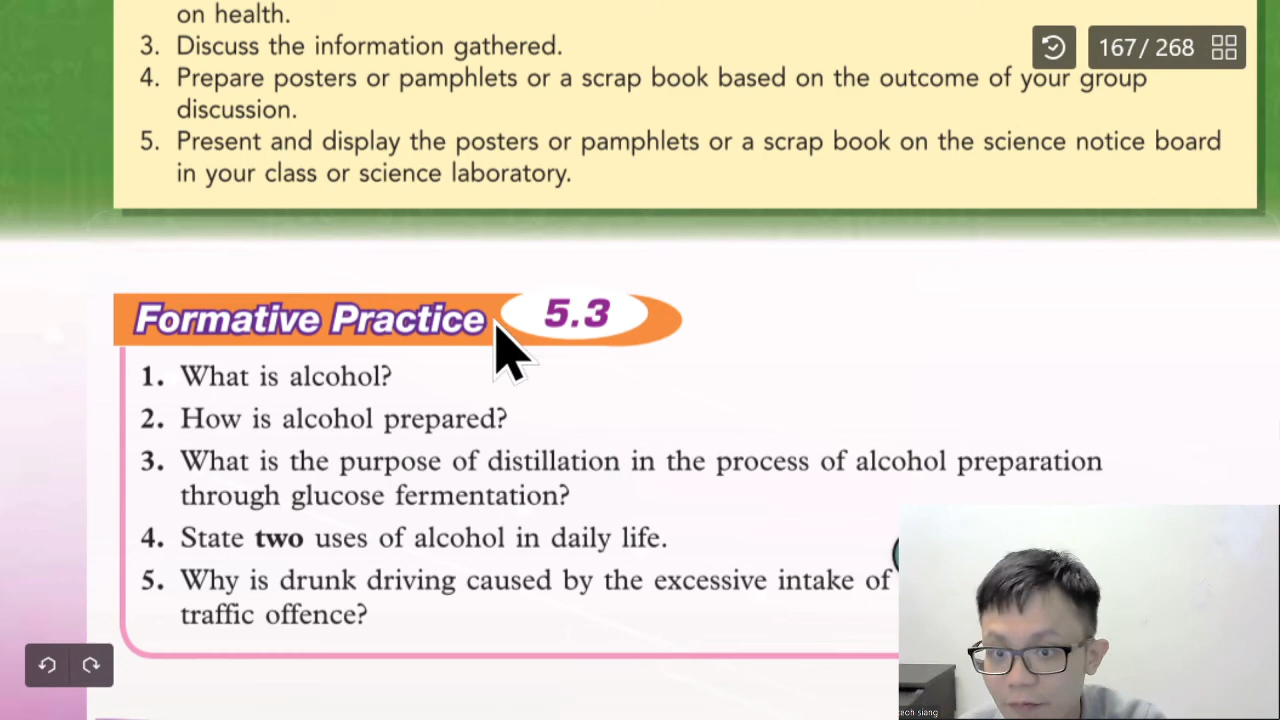 on health.
3. Discuss the information gathered.
167/ 268
4. Prepare posters or pamphlets or a scrap book based on the outcome of your group
discussion.
5. Present and display the posters or pamphlets or a scrap book on the science notice board
in your class or science laboratory.
Formative Practice 5.3
1. What is alcohol?
2. How is alcohol prepared?
3. What is the purpose of distillation in the process of alcohol preparation
through glucose fermentation?
4. State two uses of alcohol in daily life.
5. Why is drunk driving caused by the excessive intake of
traffic offence?
siang